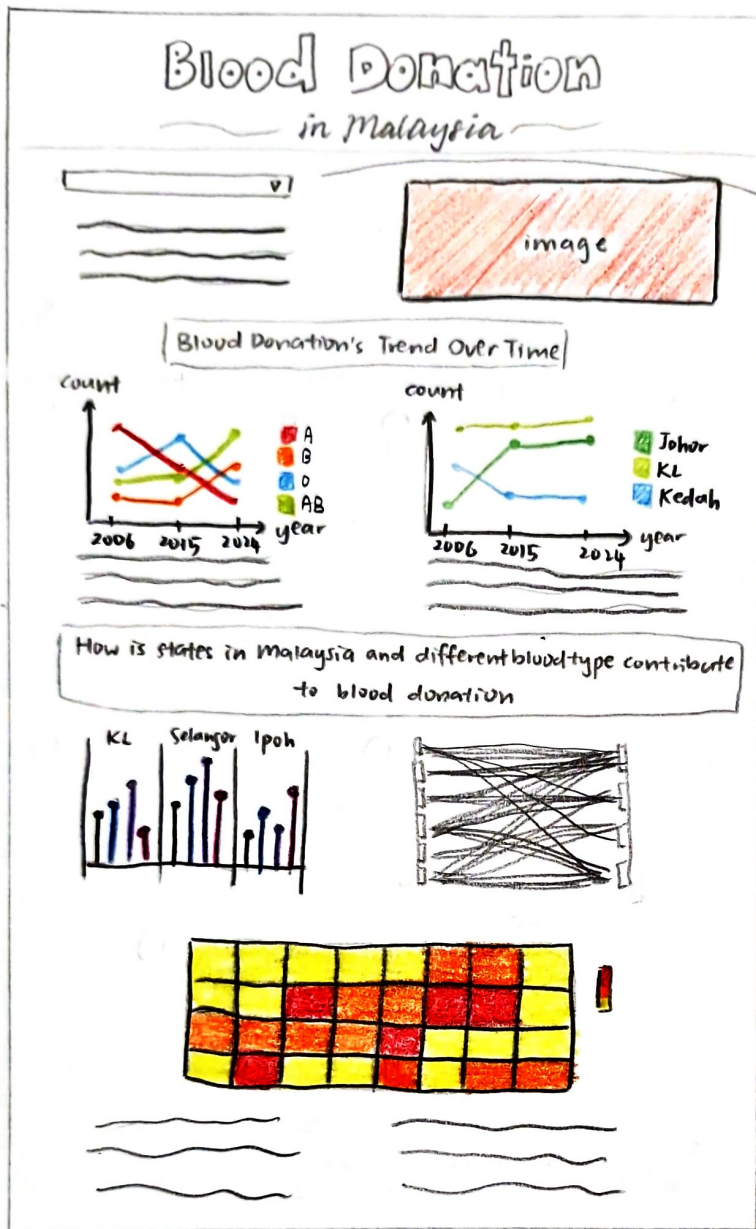 Blood Donation
in Malaysia
image
Blood Donation's Trend Over Time
count
A
B
O
AB
2006 2015 2024 year
count
Johor
KL
Kedah
2006 2015 2024 year
How is states in Malaysia and different bloodtype contribute
to blood donation
KL Selangor Ipoh